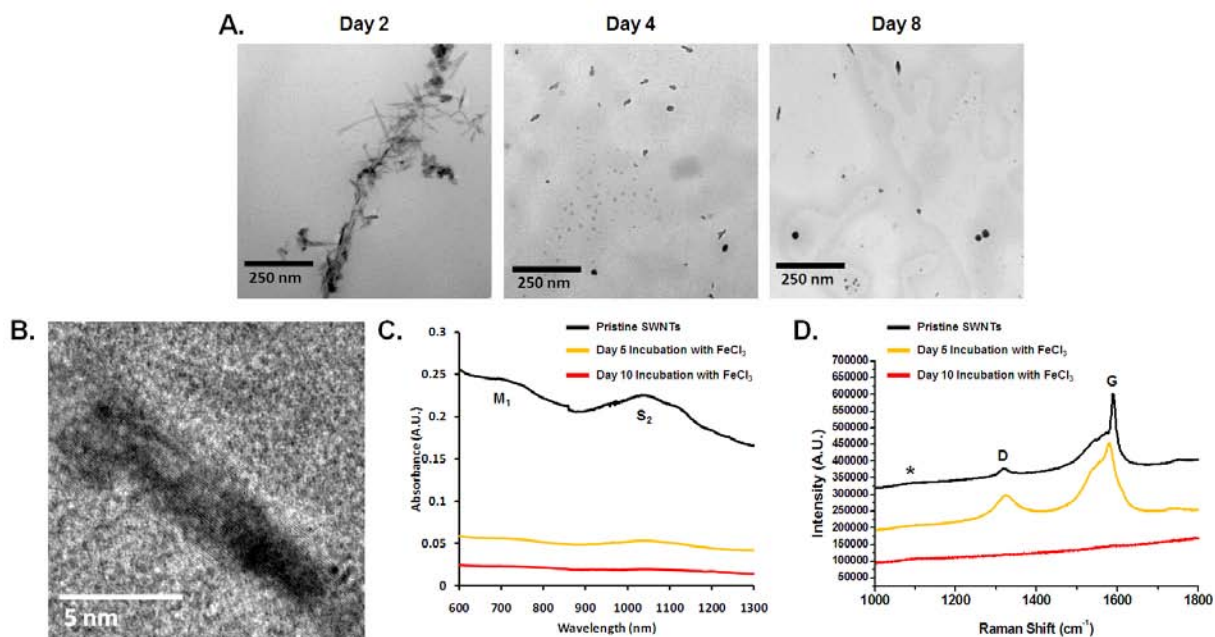 A.
Day 2
Day 4
Day 8
250 nm
250 nm
250 nm
B.
5 nm
C.
Pristine SWNTs
Day 5 Incubation with FeCl₃
Day 10 Incubation with FeCl₃
0.3
0.25
0.2
0.15
0.1
0.05
0
Absorbance (A.U.)
M₁
S₂
600 700 800 900 1000 1100 1200 1300
Wavelength (nm)
D.
Pristine SWNTs
Day 5 Incubation with FeCl₃
Day 10 Incubation with FeCl₃
700000
650000
600000
550000
500000
450000
400000
350000
300000
250000
200000
150000
100000
50000
Intensity (A.U.)
*
D
G
1000 1200 1400 1600 1800
Raman Shift (cm⁻¹)